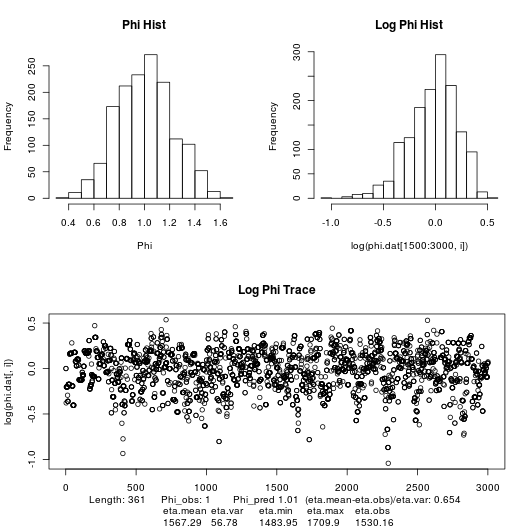 Phi Hist
Log Phi Hist
Frequency
0
50
100
150
200
250
0.4 0.6 0.8 1.0 1.2 1.4 1.6
Phi
Frequency
0
100
200
300
-1.0 -0.5 0.0 0.5
log(phi.dat[1500:3000, i])
Log Phi Trace
log(phi.dat[, i])
0.5
0.0
-0.5
-1.0
0 500 1000 1500 2000 2500 3000
Length: 361 Phi_obs: 1 Phi_pred 1.01 (eta.mean-eta.obs)/eta.var: 0.654
eta.mean eta.var eta.min eta.max eta.obs
1567.29 56.78 1483.95 1709.9 1530.16